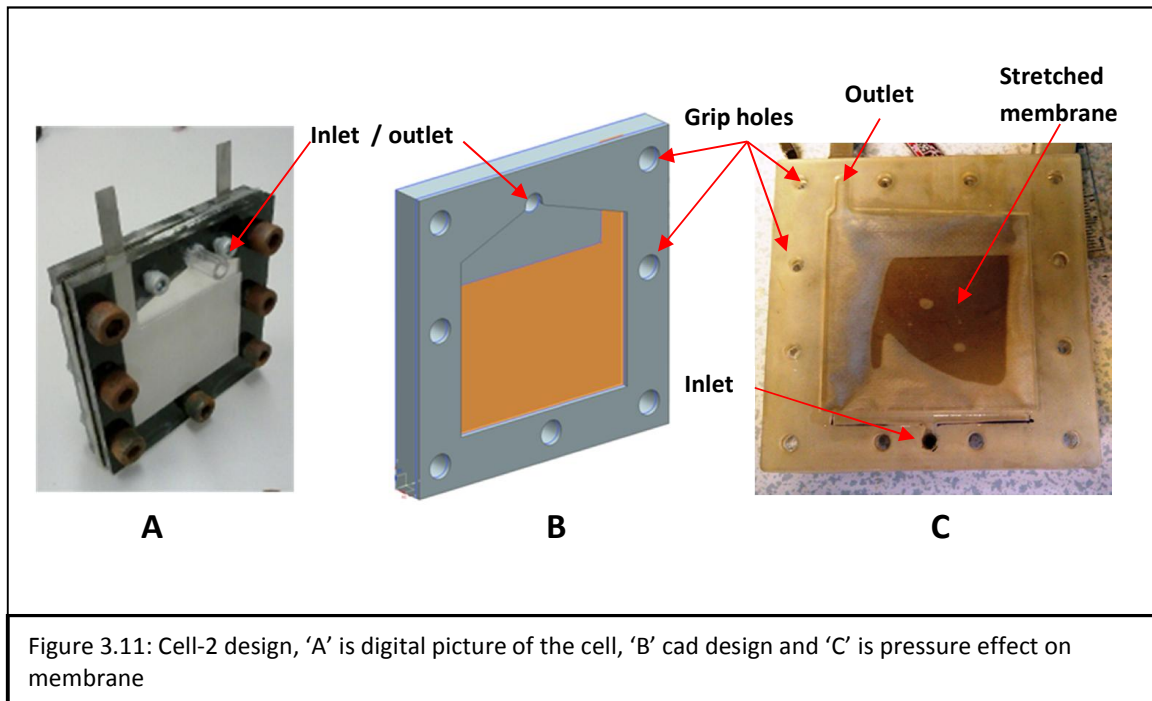 Stretched
membrane
Outlet
Grip holes
Inlet / outlet
Inlet
A
B
C
Figure 3.11: Cell-2 design, ‘A’ is digital picture of the cell, ‘B’ cad design and ‘C’ is pressure effect on
membrane